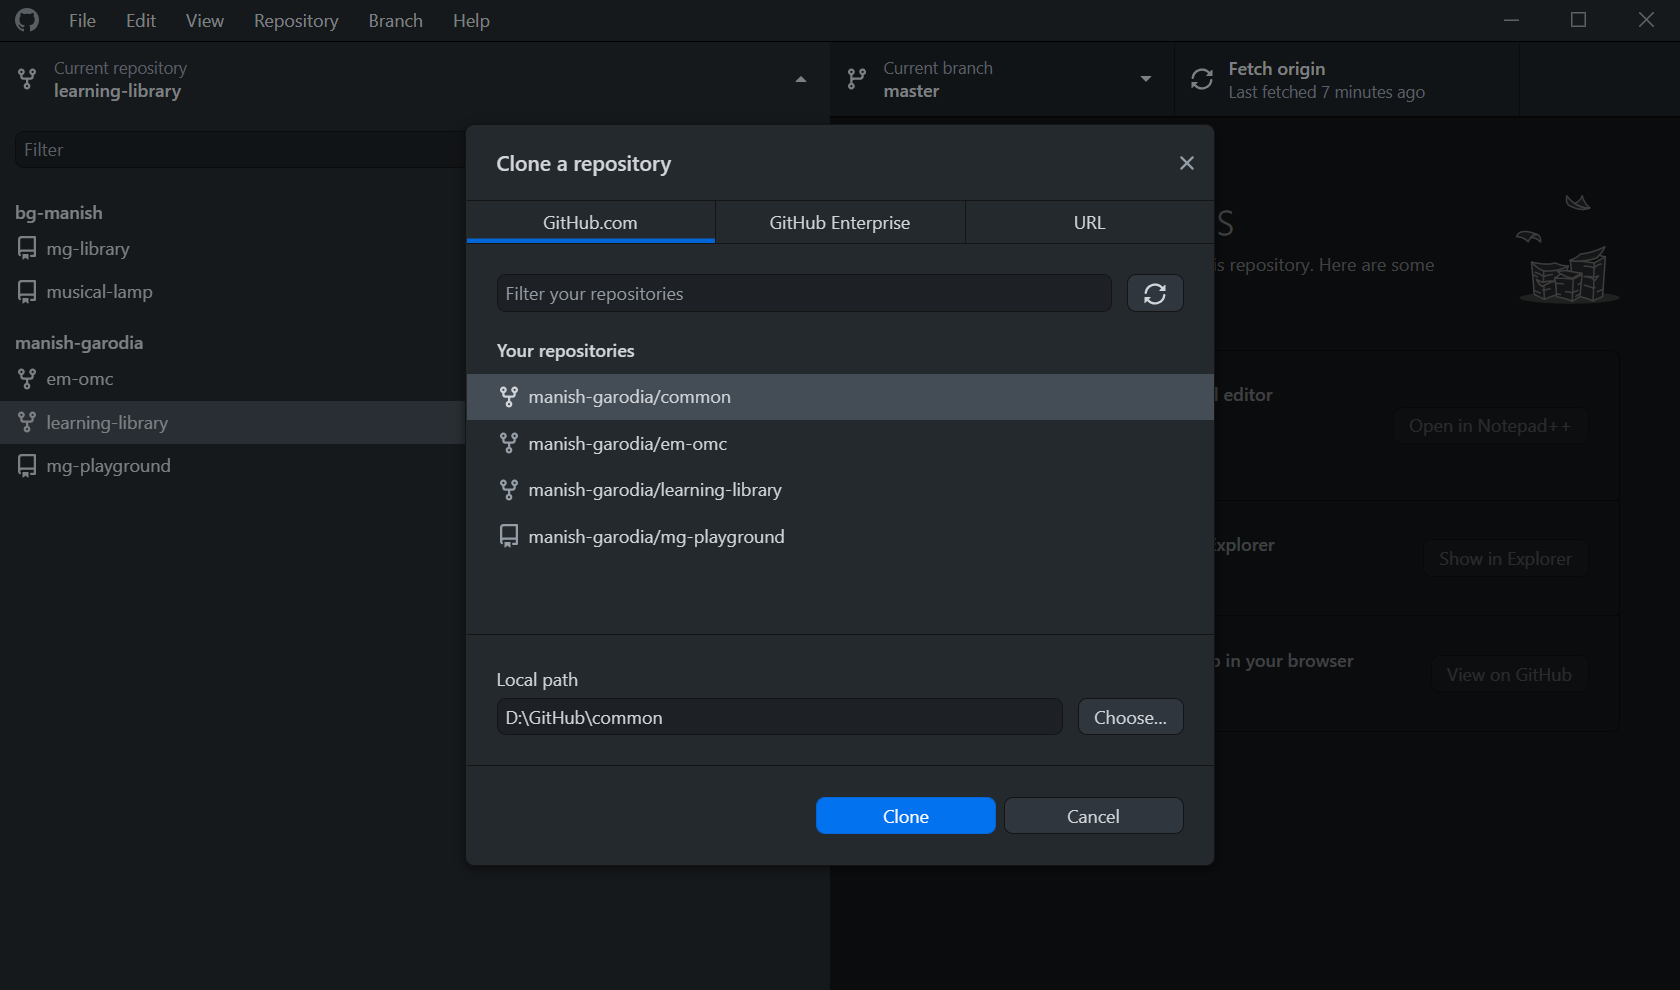 File Edit View Repository Branch Help
Current repository
learning-library
Current branch
master
Fetch origin
Last fetched 7 minutes ago
Filter
bg-manish
mg-library
musical-lamp
manish-garodia
em-omc
learning-library
mg-playground
Clone a repository
GitHub.com GitHub Enterprise URL
Filter your repositories
Your repositories
manish-garodia/common
manish-garodia/em-omc
manish-garodia/learning-library
manish-garodia/mg-playground
Local path
D:\GitHub\common
Choose...
Clone Cancel
repository. Here are some
editor
Open in Notepad++
Explorer
Show in Explorer
in your browser
View on GitHub